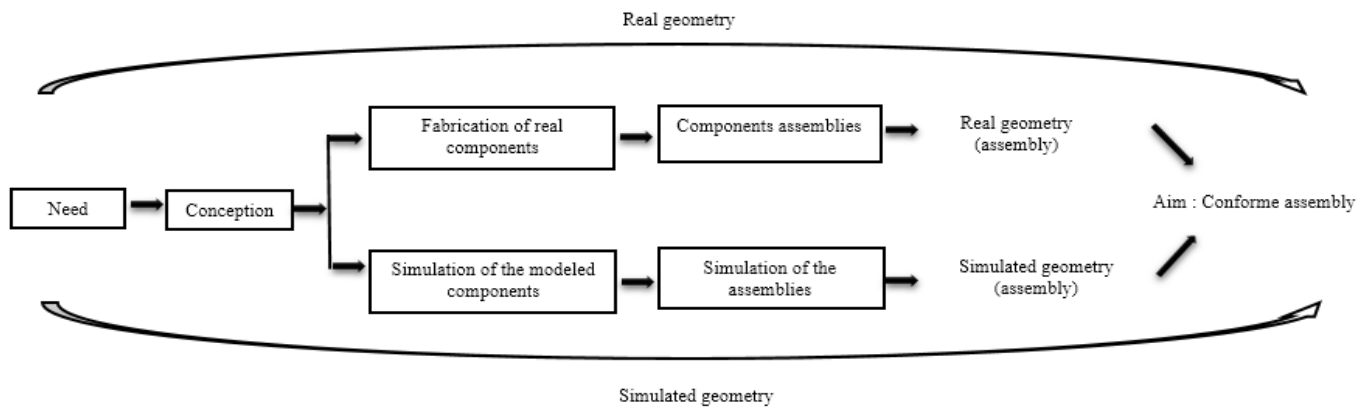 Real geometry
Fabrication of real
components
Components assemblies
Real geometry
(assembly)
Need
Conception
Aim : Conforme assembly
Simulation of the modeled
components
Simulation of the
assemblies
Simulated geometry
(assembly)
Simulated geometry